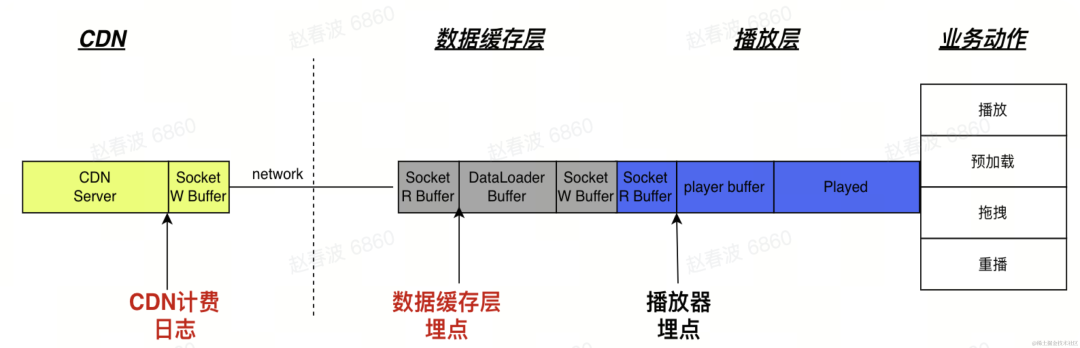 CDN
数据缓存层
播放层
业务动作
赵春波 6860
赵春波 6860
播放
赵春波 6860
赵春波 6860
赵春波 6860
预加载
CDN
Server
Socket
W Buffer
network
Socket
R Buffer
DataLoader
Buffer
Socket
W Buffer
Socket
R Buffer
player buffer
Played
拖拽
重播
赵春波 6860
赵春波 6860
CDN计费
日志
数据缓存层
埋点
播放器
埋点
@稀土掘金技术社区